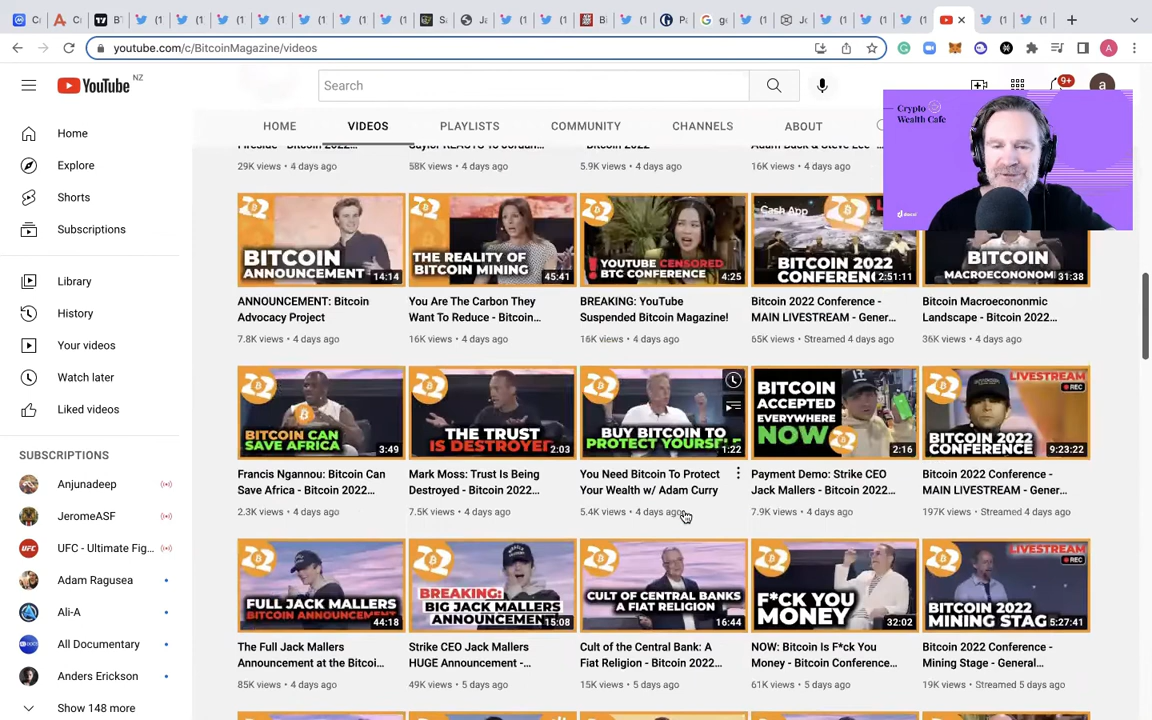 youtube.com/c/BitcoinMagazine/videos
YouTube NZ
Search
9+
HOME
VIDEOS
PLAYLISTS
COMMUNITY
CHANNELS
ABOUT
Crypto
Wealth Cafe
Home
Explore
Shorts
Subscriptions
Library
History
Your videos
Watch later
Liked videos
SUBSCRIPTIONS
Anjunadeep
JeromeASF
UFC - Ultimate Fig...
Adam Ragusea
Ali-A
All Documentary
Anders Erickson
Show 148 more
29K views • 4 days ago
58K views • 4 days ago
5.9K views • 4 days ago
16K views • 4 days ago
BITCOIN
ANNOUNCEMENT
14:14
THE REALITY OF
BITCOIN MINING
45:41
YOUTUBE CENSORED
BTC CONFERENCE
4:25
Cash App
BITCOIN 2022
CONFEREN
2:51:11
BITCOIN
MACROECONOM
31:38
ANNOUNCEMENT: Bitcoin
Advocacy Project
7.8K views • 4 days ago
You Are The Carbon They
Want To Reduce - Bitcoin...
16K views • 4 days ago
BREAKING: YouTube
Suspended Bitcoin Magazine!
16K views • 4 days ago
Bitcoin 2022 Conference -
MAIN LIVESTREAM - Gener...
65K views • Streamed 4 days ago
Bitcoin Macroecononmic
Landscape - Bitcoin 2022...
36K views • 4 days ago
BITCOIN CAN
SAVE AFRICA
3:49
THE TRUST
IS DESTROYED
2:03
BUY BITCOIN TO
PROTECT YOURSELF
1:22
BITCOIN
ACCEPTED
EVERYWHERE
NOW
2:16
LIVESTREAM
REC
BITCOIN 2022
CONFERENCE
9:23:22
Francis Ngannou: Bitcoin Can
Save Africa - Bitcoin 2022...
2.3K views • 4 days ago
Mark Moss: Trust Is Being
Destroyed - Bitcoin 2022...
7.5K views • 4 days ago
You Need Bitcoin To Protect
Your Wealth w/ Adam Curry
5.4K views • 4 days ago
Payment Demo: Strike CEO
Jack Mallers - Bitcoin 2022...
7.9K views • 4 days ago
Bitcoin 2022 Conference -
MAIN LIVESTREAM - Gener...
197K views • Streamed 4 days ago
FULL JACK MALLERS
BITCOIN ANNOUNCEMENT
44:18
BREAKING:
BIG JACK MALLERS
ANNOUNCEMEN
15:08
CULT OF CENTRAL BANKS
A FIAT RELIGION
16:44
F*CK YOU
MONEY
32:02
LIVESTREAM
REC
BITCOIN 2022
MINING STAG
5:27:41
The Full Jack Mallers
Announcement at the Bitcoi...
85K views • 4 days ago
Strike CEO Jack Mallers
HUGE Announcement -...
49K views • 5 days ago
Cult of the Central Bank: A
Fiat Religion - Bitcoin 2022...
15K views • 5 days ago
NOW: Bitcoin Is F*ck You
Money - Bitcoin Conference...
61K views • 5 days ago
Bitcoin 2022 Conference -
Mining Stage - General...
19K views • Streamed 5 days ago